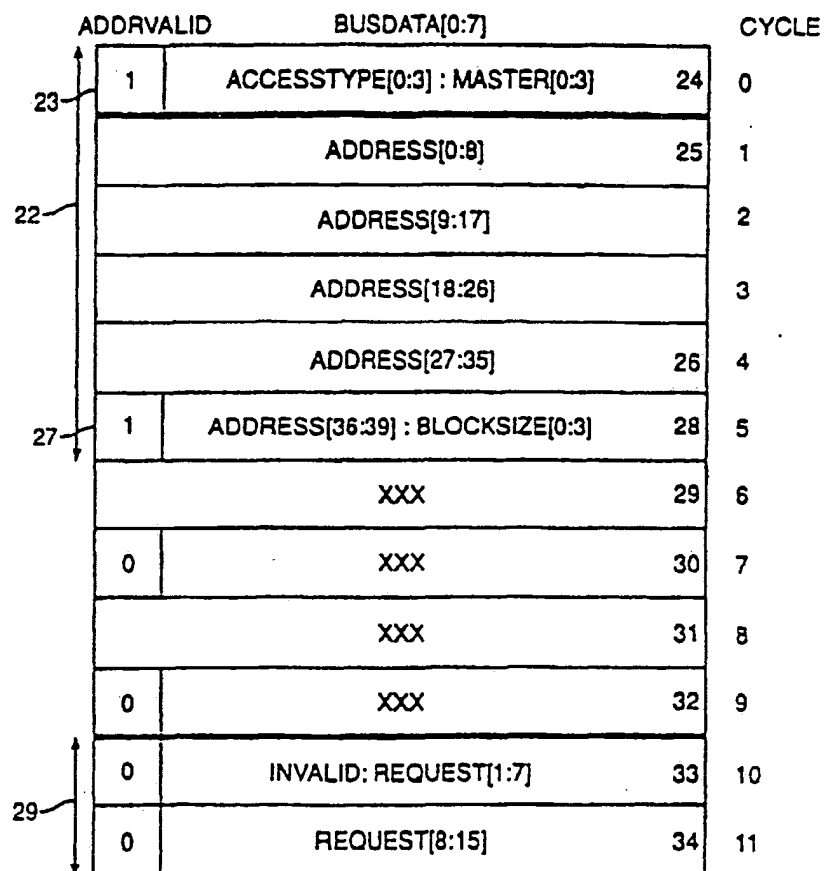 ADDRVALID BUSDATA[0:7] CYCLE
23 1 ACCESSTYPE[0:3] : MASTER[0:3] 24 0
ADDRESS[0:8] 25 1
22 ADDRESS[9:17] 2
ADDRESS[18:26] 3
ADDRESS[27:35] 26 4
27 1 ADDRESS[36:39] : BLOCKSIZE[0:3] 28 5
XXX 29 6
0 XXX 30 7
XXX 31 8
0 XXX 32 9
0 INVALID: REQUEST[1:7] 33 10
29 0 REQUEST[8:15] 34 11